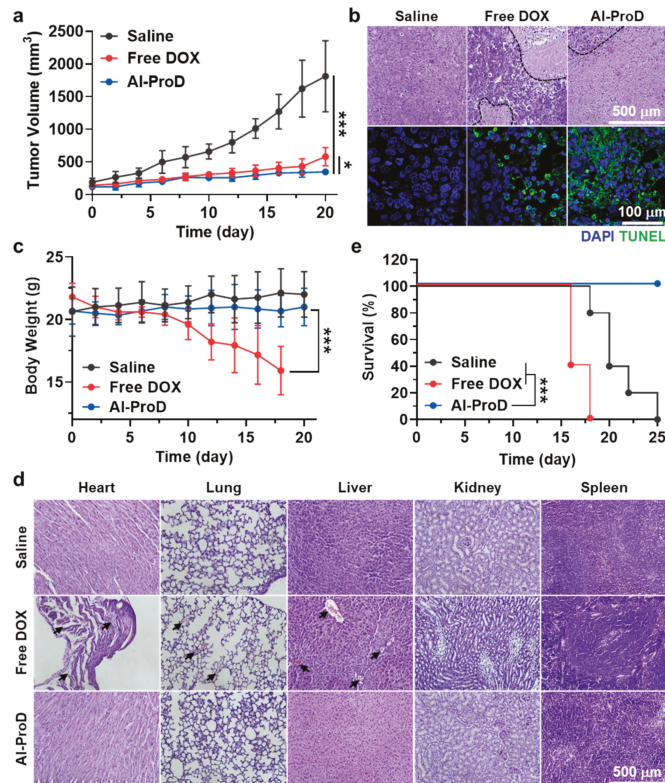 a
Tumor Volume (mm³)
2500
2000
1500
1000
500
0
0 5 10 15 20
Time (day)
Saline
Free DOX
AI-ProD
***
*
b
Saline Free DOX AI-ProD
500 μm
100 μm
DAPI TUNEL
c
Body Weight (g)
25
20
15
0 5 10 15 20
Time (day)
Saline
Free DOX
AI-ProD
***
e
Survival (%)
120
100
80
60
40
20
0
0 5 10 15 20 25
Time (day)
Saline
Free DOX
AI-ProD
***
d
Heart Lung Liver Kidney Spleen
Saline
Free DOX
AI-ProD
500 μm